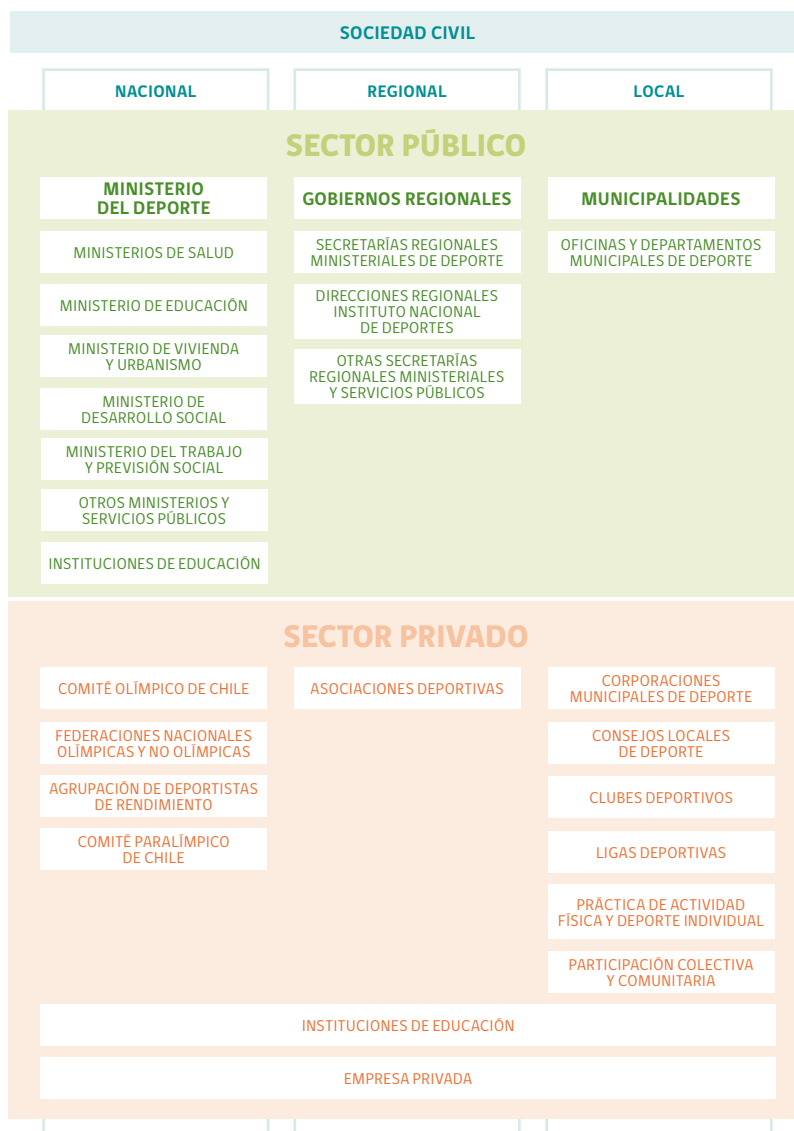 SOCIEDAD CIVIL
NACIONAL
REGIONAL
LOCAL
SECTOR PÚBLICO
MINISTERIO
DEL DEPORTE
MINISTERIOS DE SALUD
MINISTERIO DE EDUCACIÓN
MINISTERIO DE VIVIENDA
Y URBANISMO
MINISTERIO DE
DESARROLLO SOCIAL
MINISTERIO DEL TRABAJO
Y PREVISIÓN SOCIAL
OTROS MINISTERIOS Y
SERVICIOS PÚBLICOS
INSTITUCIONES DE EDUCACIÓN
GOBIERNOS REGIONALES
SECRETARÍAS REGIONALES
MINISTERIALES DE DEPORTE
DIRECCIONES REGIONALES
INSTITUTO NACIONAL
DE DEPORTES
OTRAS SECRETARÍAS
REGIONALES MINISTERIALES
Y SERVICIOS PÚBLICOS
MUNICIPALIDADES
OFICINAS Y DEPARTAMENTOS
MUNICIPALES DE DEPORTE
SECTOR PRIVADO
COMITÉ OLÍMPICO DE CHILE
FEDERACIONES NACIONALES
OLÍMPICAS Y NO OLÍMPICAS
AGRUPACIÓN DE DEPORTISTAS
DE RENDIMIENTO
COMITÉ PARALÍMPICO
DE CHILE
ASOCIACIONES DEPORTIVAS
CORPORACIONES
MUNICIPALES DE DEPORTE
CONSEJOS LOCALES
DE DEPORTE
CLUBES DEPORTIVOS
LIGAS DEPORTIVAS
PRÁCTICA DE ACTIVIDAD
FÍSICA Y DEPORTE INDIVIDUAL
PARTICIPACIÓN COLECTIVA
Y COMUNITARIA
INSTITUCIONES DE EDUCACIÓN
EMPRESA PRIVADA